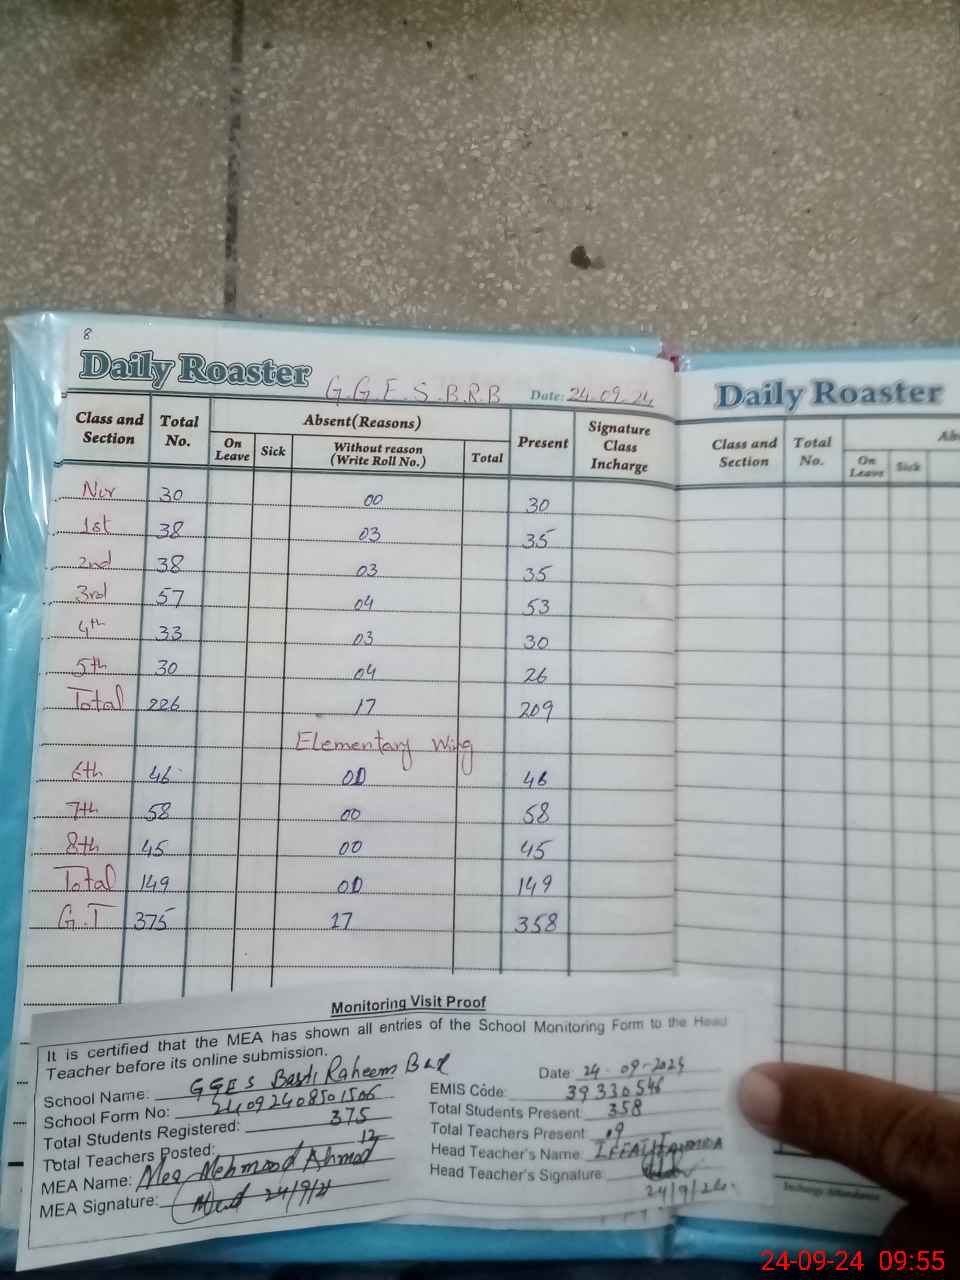 8
Daily Roaster G.G.E.S.B.R.B Date: 24.09.24
Class and Section Total No. Absent(Reasons) Present Signature Class Incharge
On Leave Sick Without reason (Write Roll No.) Total
Nur 30 00 30
1st 38 03 35
2nd 38 03 35
3rd 57 04 53
4th 33 03 30
5th 30 04 26
Total 226 17 209
Elementary Wing
6th 46 00 46
7th 58 00 58
8th 45 00 45
Total 149 00 149
G.T 375 17 358
Daily Roaster
Class and Section Total No.
On Leave Sick
Monitoring Visit Proof
It is certified that the MEA has shown all entries of the School Monitoring Form to the Head
Teacher before its online submission.
School Name: GGES Basti Raheem Bux
School Form No: 24092408501506
Total Students Registered: 375
Total Teachers Posted: 12
MEA Name: Mehmood Ahmad
MEA Signature: 24/9/24
Date: 24-09-2024
EMIS Code: 39330546
Total Students Present: 358
Total Teachers Present: 09
Head Teacher's Name:
Head Teacher's Signature:
24/9/24
Incharge Attendance
24-09-24 09:55